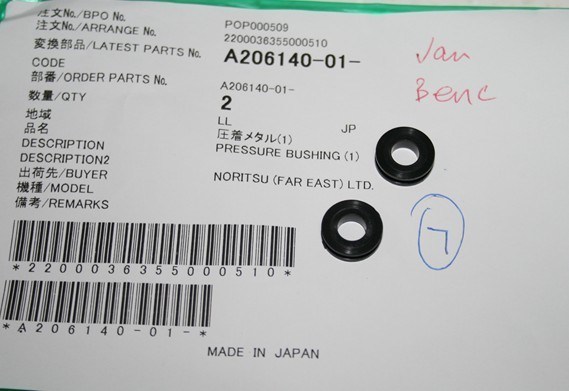 注文No./BPO No. POP000509
注文No./ARRANGE No. 2200036355000510
変換部品/LATEST PARTS No. A206140-01-
CODE
部番/ORDER PARTS No. A206140-01-
数量/QTY 2
地域 LL JP
品名 圧着メタル(1)
DESCRIPTION PRESSURE BUSHING (1)
DESCRIPTION2
出荷先/BUYER NORITSU (FAR EAST) LTD.
機種/MODEL
備考/REMARKS
*2200036355000510*
*A206140-01-*
MADE IN JAPAN
Jan
Benc